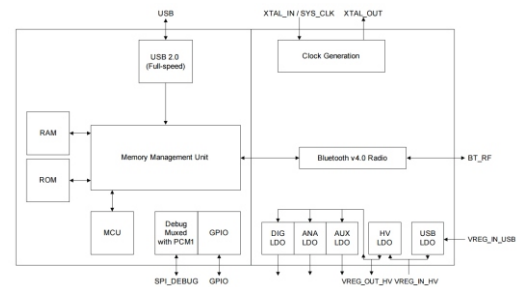 USB
XTAL_IN / SYS_CLK
XTAL_OUT
USB 2.0
(Full-speed)
Clock Generation
RAM
ROM
Memory Management Unit
Bluetooth v4.0 Radio
BT_RF
MCU
Debug
Muxed
with PCM1
GPIO
DIG
LDO
ANA
LDO
AUX
LDO
HV
LDO
USB
LDO
VREG_IN_USB
SPI_DEBUG
GPIO
VREG_OUT_HV
VREG_IN_HV